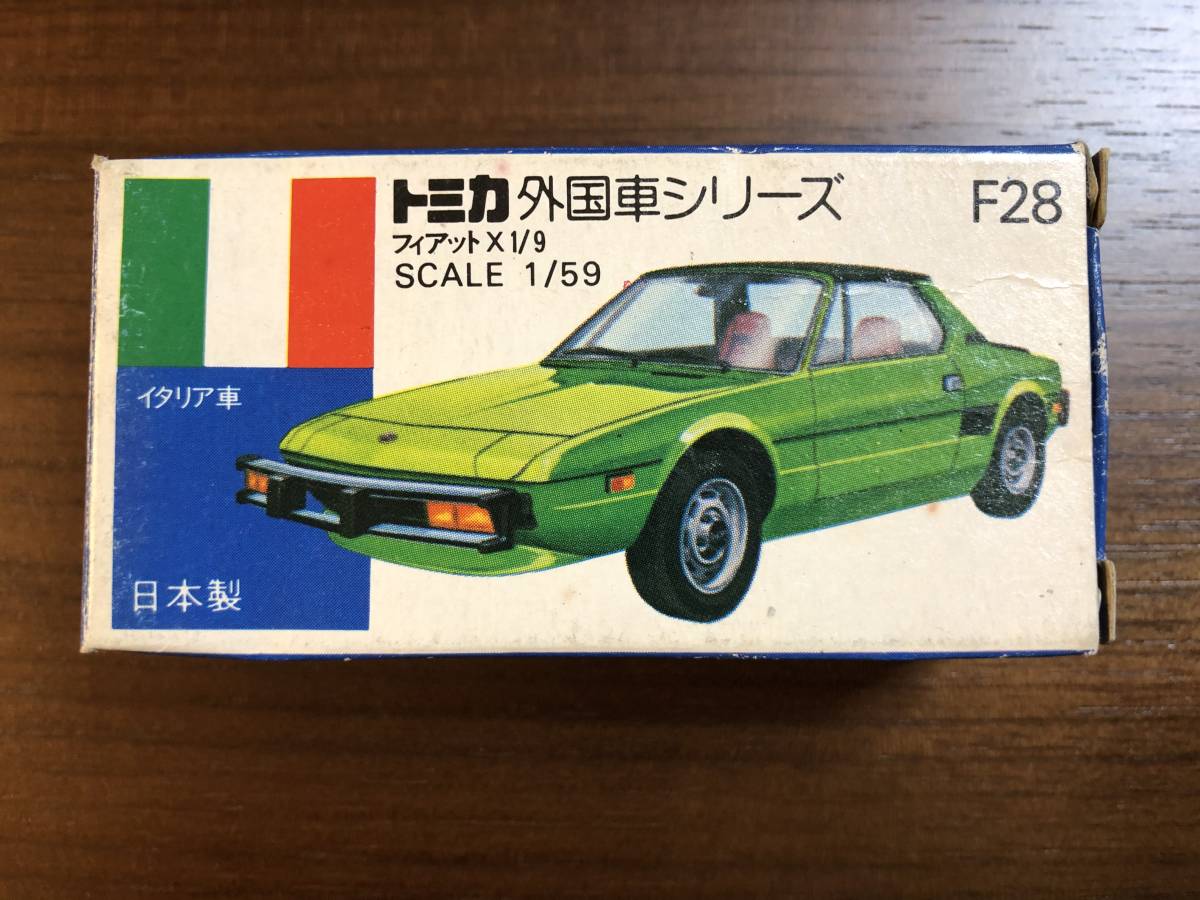 トミカ 外国車シリーズ F28
フィアット X 1/9
SCALE 1/59
イタリア車
日本製